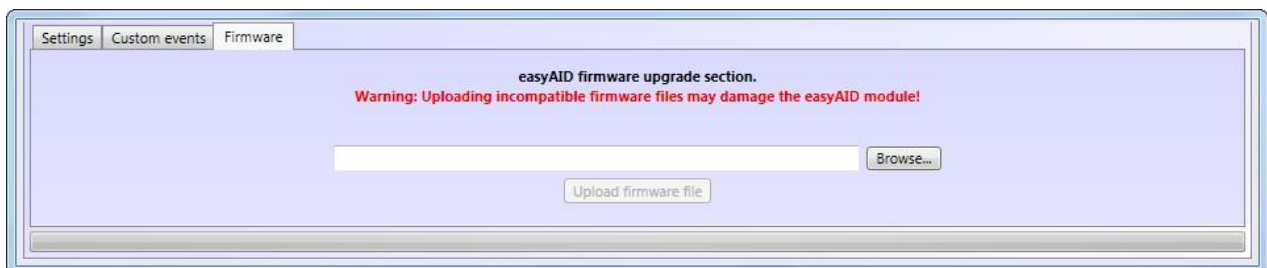 Settings Custom events Firmware
easyAID firmware upgrade section.
Warning: Uploading incompatible firmware files may damage the easyAID module!
Browse...
Upload firmware file